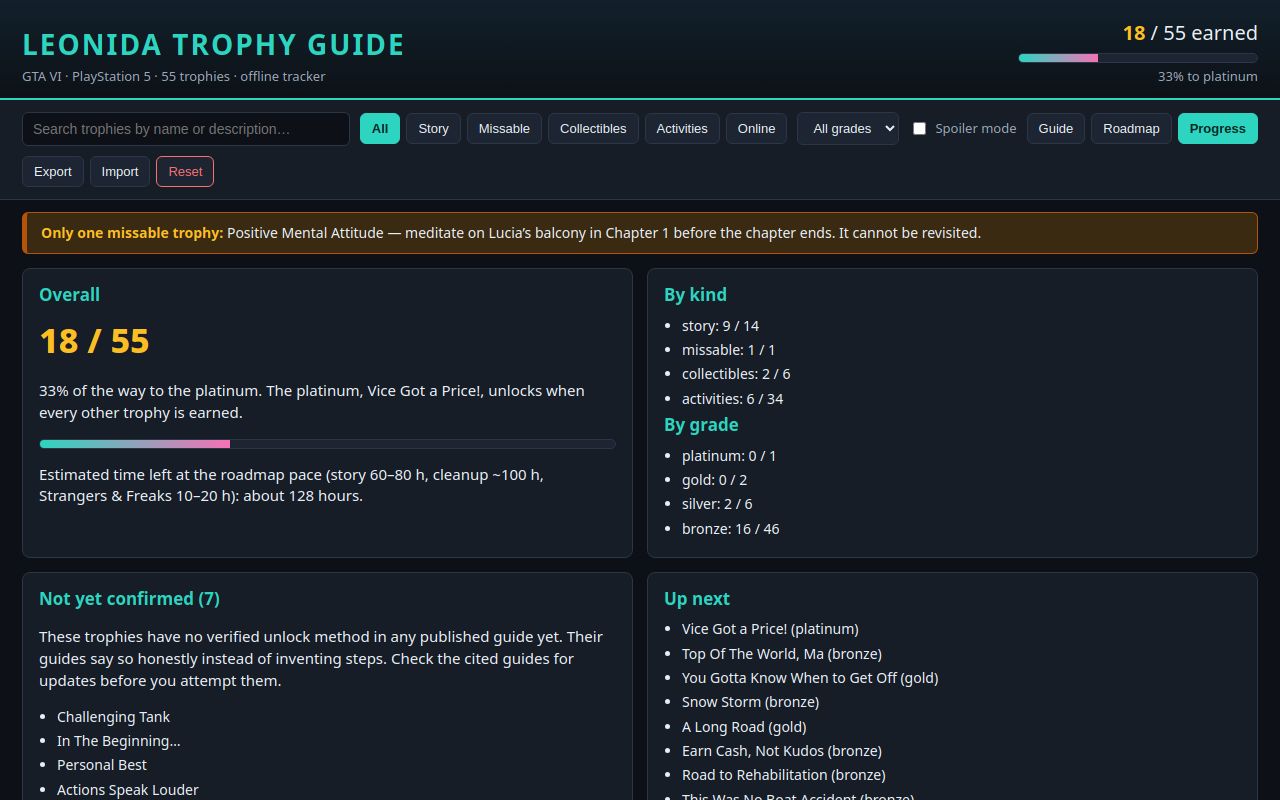 LEONIDA TROPHY GUIDE
GTA VI · PlayStation 5 · 55 trophies · offline tracker
18 / 55 earned
33% to platinum
Search trophies by name or description…
All
Story
Missable
Collectibles
Activities
Online
All grades
Spoiler mode
Guide
Roadmap
Progress
Export
Import
Reset
Only one missable trophy: Positive Mental Attitude — meditate on Lucia’s balcony in Chapter 1 before the chapter ends. It cannot be revisited.
Overall
18 / 55
33% of the way to the platinum. The platinum, Vice Got a Price!, unlocks when
every other trophy is earned.
Estimated time left at the roadmap pace (story 60–80 h, cleanup ~100 h,
Strangers & Freaks 10–20 h): about 128 hours.
By kind
story: 9 / 14
missable: 1 / 1
collectibles: 2 / 6
activities: 6 / 34
By grade
platinum: 0 / 1
gold: 0 / 2
silver: 2 / 6
bronze: 16 / 46
Not yet confirmed (7)
These trophies have no verified unlock method in any published guide yet. Their
guides say so honestly instead of inventing steps. Check the cited guides for
updates before you attempt them.
Challenging Tank
In The Beginning…
Personal Best
Actions Speak Louder
Up next
Vice Got a Price! (platinum)
Top Of The World, Ma (bronze)
You Gotta Know When to Get Off (gold)
Snow Storm (bronze)
A Long Road (gold)
Earn Cash, Not Kudos (bronze)
Road to Rehabilitation (bronze)
This Was No Boat Accident (bronze)